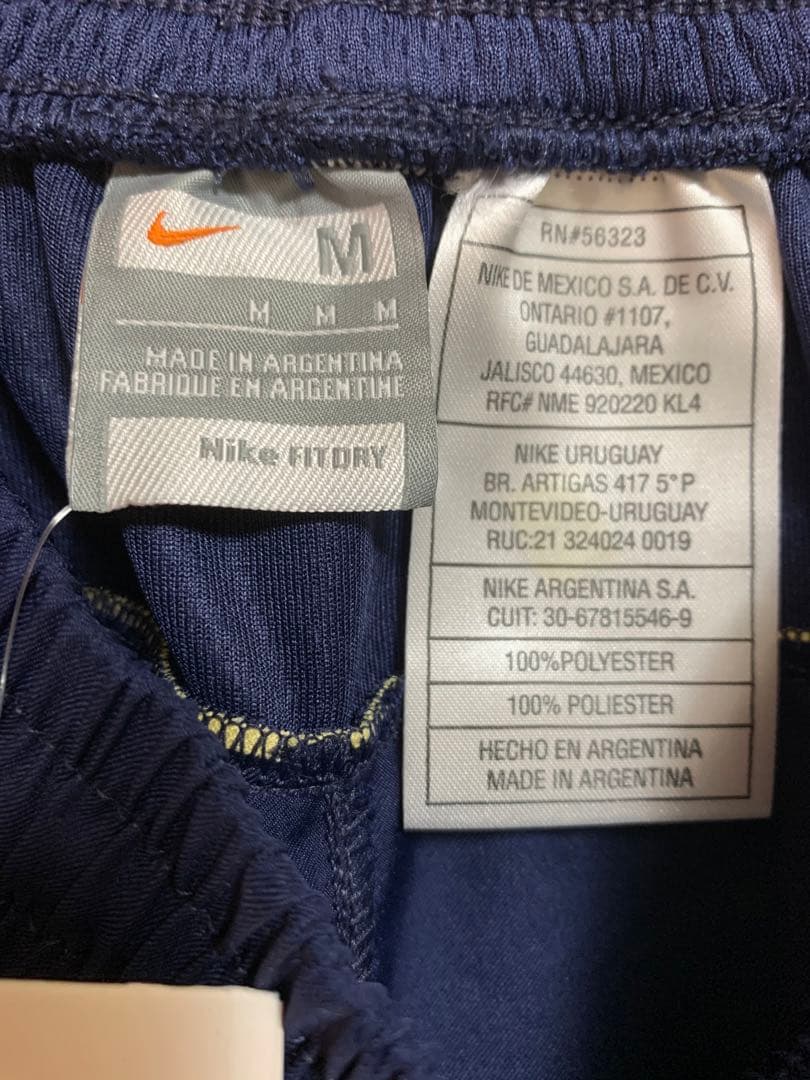 M
M M M
MADE IN ARGENTINA
FABRIQUE EN ARGENTINE
Nike FITDRY
RN#56323
NIKE DE MEXICO S.A. DE C.V.
ONTARIO #1107,
GUADALAJARA
JALISCO 44630, MEXICO
RFC# NME 920220 KL4
NIKE URUGUAY
BR. ARTIGAS 417 5° P
MONTEVIDEO-URUGUAY
RUC:21 324024 0019
NIKE ARGENTINA S.A.
CUIT: 30-67815546-9
100%POLYESTER
100% POLIESTER
HECHO EN ARGENTINA
MADE IN ARGENTINA